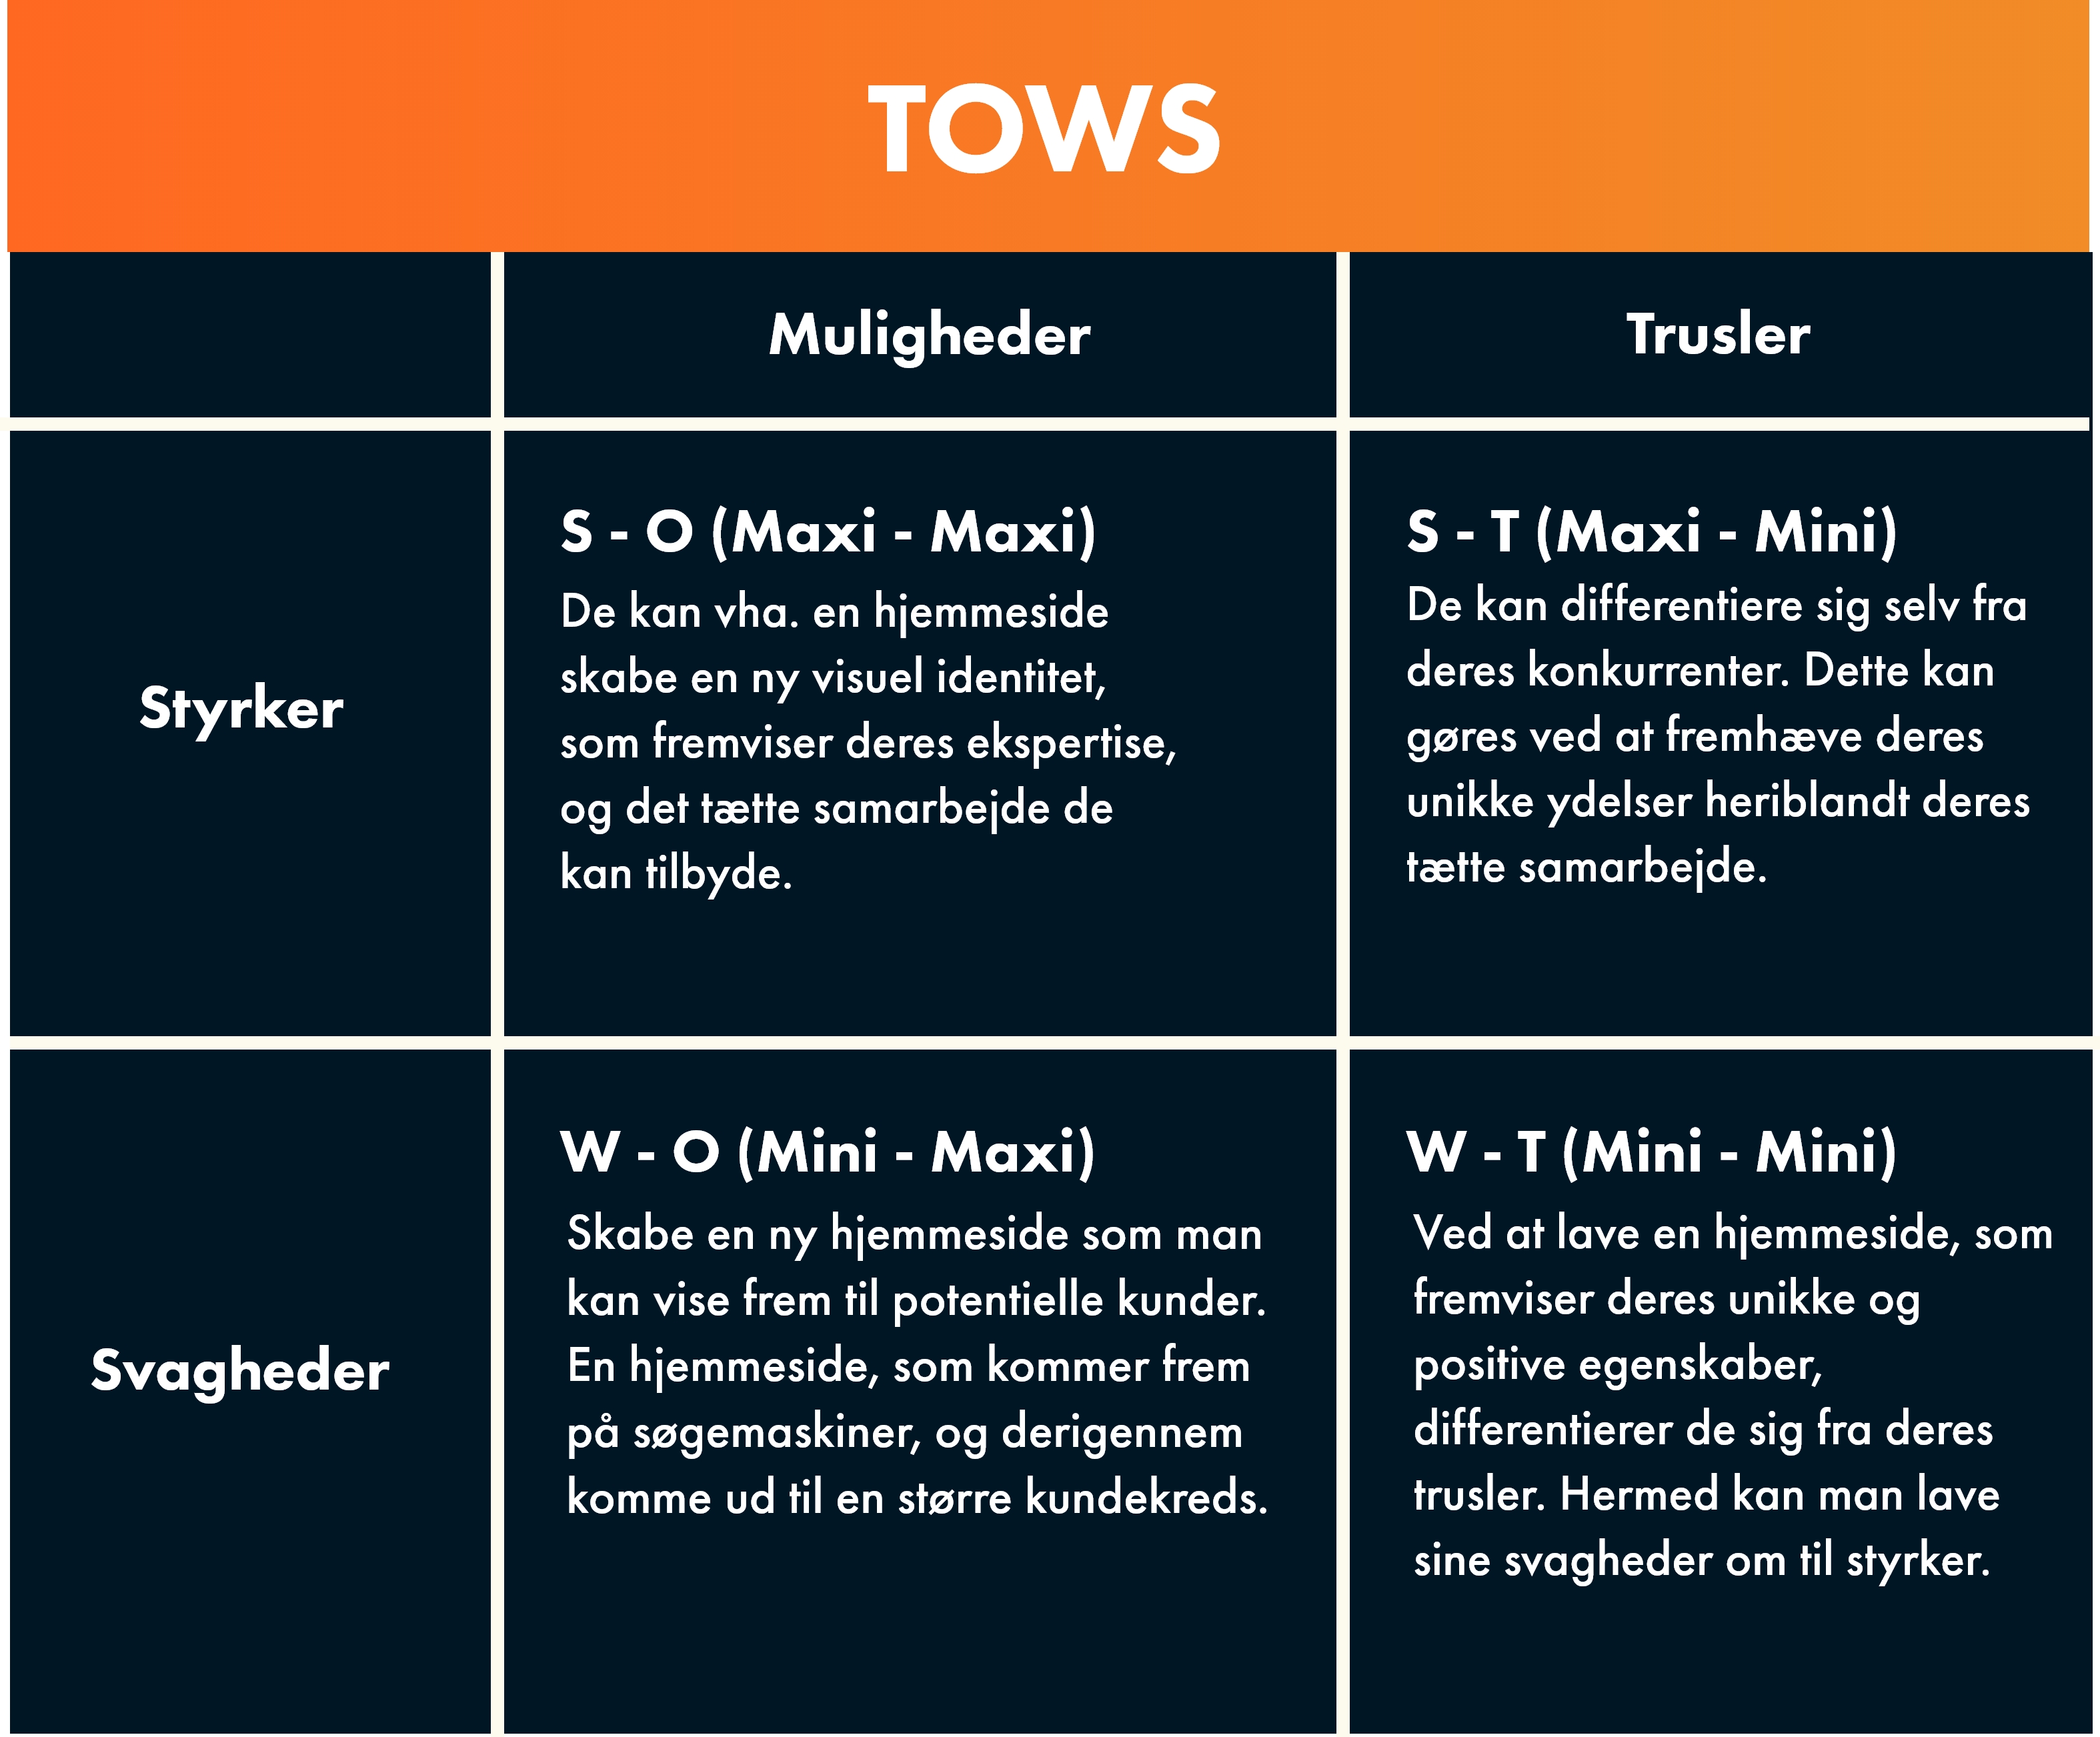 TOWS
Muligheder
Trusler
Styrker
S - O (Maxi - Maxi)
De kan vha. en hjemmeside
skabe en ny visuel identitet,
som fremviser deres ekspertise,
og det tætte samarbejde de
kan tilbyde.
S - T (Maxi - Mini)
De kan differentiere sig selv fra
deres konkurrenter. Dette kan
gøres ved at fremhæve deres
unikke ydelser heriblandt deres
tætte samarbejde.
Svagheder
W - O (Mini - Maxi)
Skabe en ny hjemmeside som man
kan vise frem til potentielle kunder.
En hjemmeside, som kommer frem
på søgemaskiner, og derigennem
komme ud til en større kundekreds.
W - T (Mini - Mini)
Ved at lave en hjemmeside, som
fremviser deres unikke og
positive egenskaber,
differentierer de sig fra deres
trusler. Hermed kan man lave
sine svagheder om til styrker.